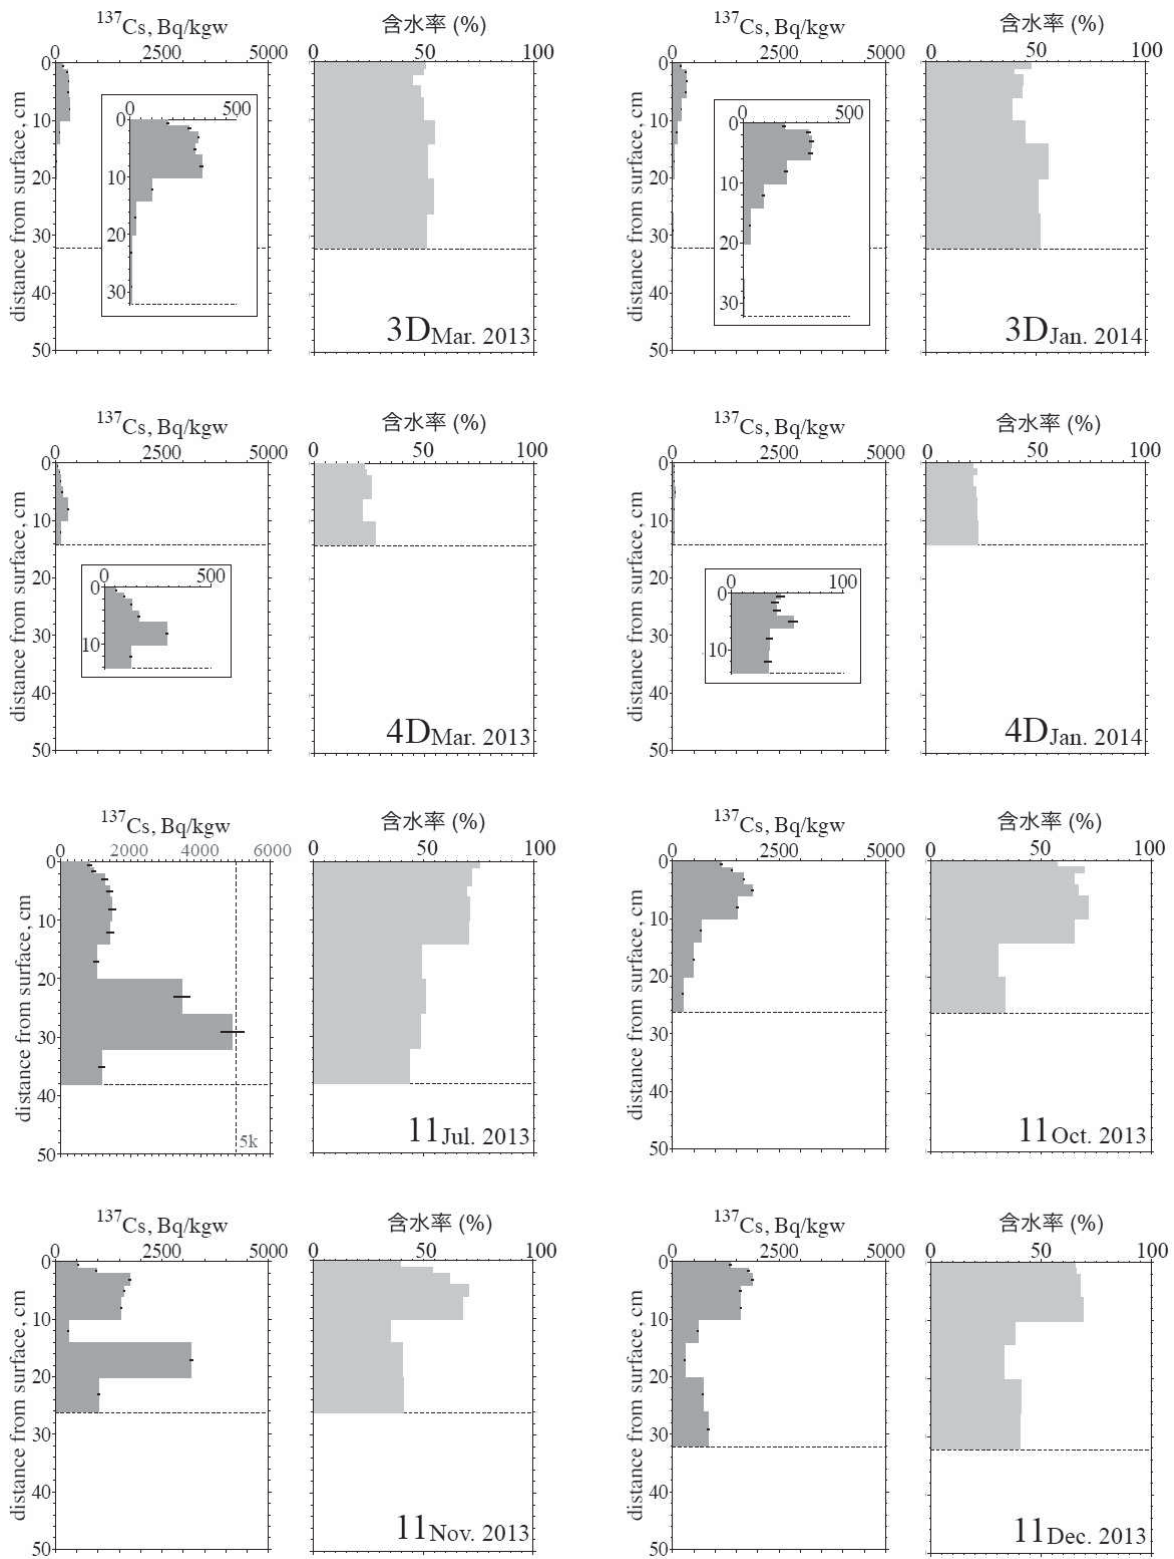 137Cs, Bq/kgw
0 2500 5000
含水率 (%)
0 50 100
137Cs, Bq/kgw
0 2500 5000
含水率 (%)
0 50 100
distance from surface, cm
0
10
20
30
40
50
0 500
0
10
20
30
3D Mar. 2013
distance from surface, cm
0
10
20
30
40
50
0 500
0
10
20
30
3D Jan. 2014
137Cs, Bq/kgw
0 2500 5000
含水率 (%)
0 50 100
137Cs, Bq/kgw
0 2500 5000
含水率 (%)
0 50 100
distance from surface, cm
0
10
20
30
40
50
0 500
0
10
4D Mar. 2013
distance from surface, cm
0
10
20
30
40
50
0 100
0
10
4D Jan. 2014
137Cs, Bq/kgw
0 2000 4000 6000
含水率 (%)
0 50 100
137Cs, Bq/kgw
0 2500 5000
含水率 (%)
0 50 100
distance from surface, cm
0
10
20
30
40
50
5k
11 Jul. 2013
distance from surface, cm
0
10
20
30
40
50
11 Oct. 2013
137Cs, Bq/kgw
0 2500 5000
含水率 (%)
0 50 100
137Cs, Bq/kgw
0 2500 5000
含水率 (%)
0 50 100
distance from surface, cm
0
10
20
30
40
50
11 Nov. 2013
distance from surface, cm
0
10
20
30
40
50
11 Dec. 2013